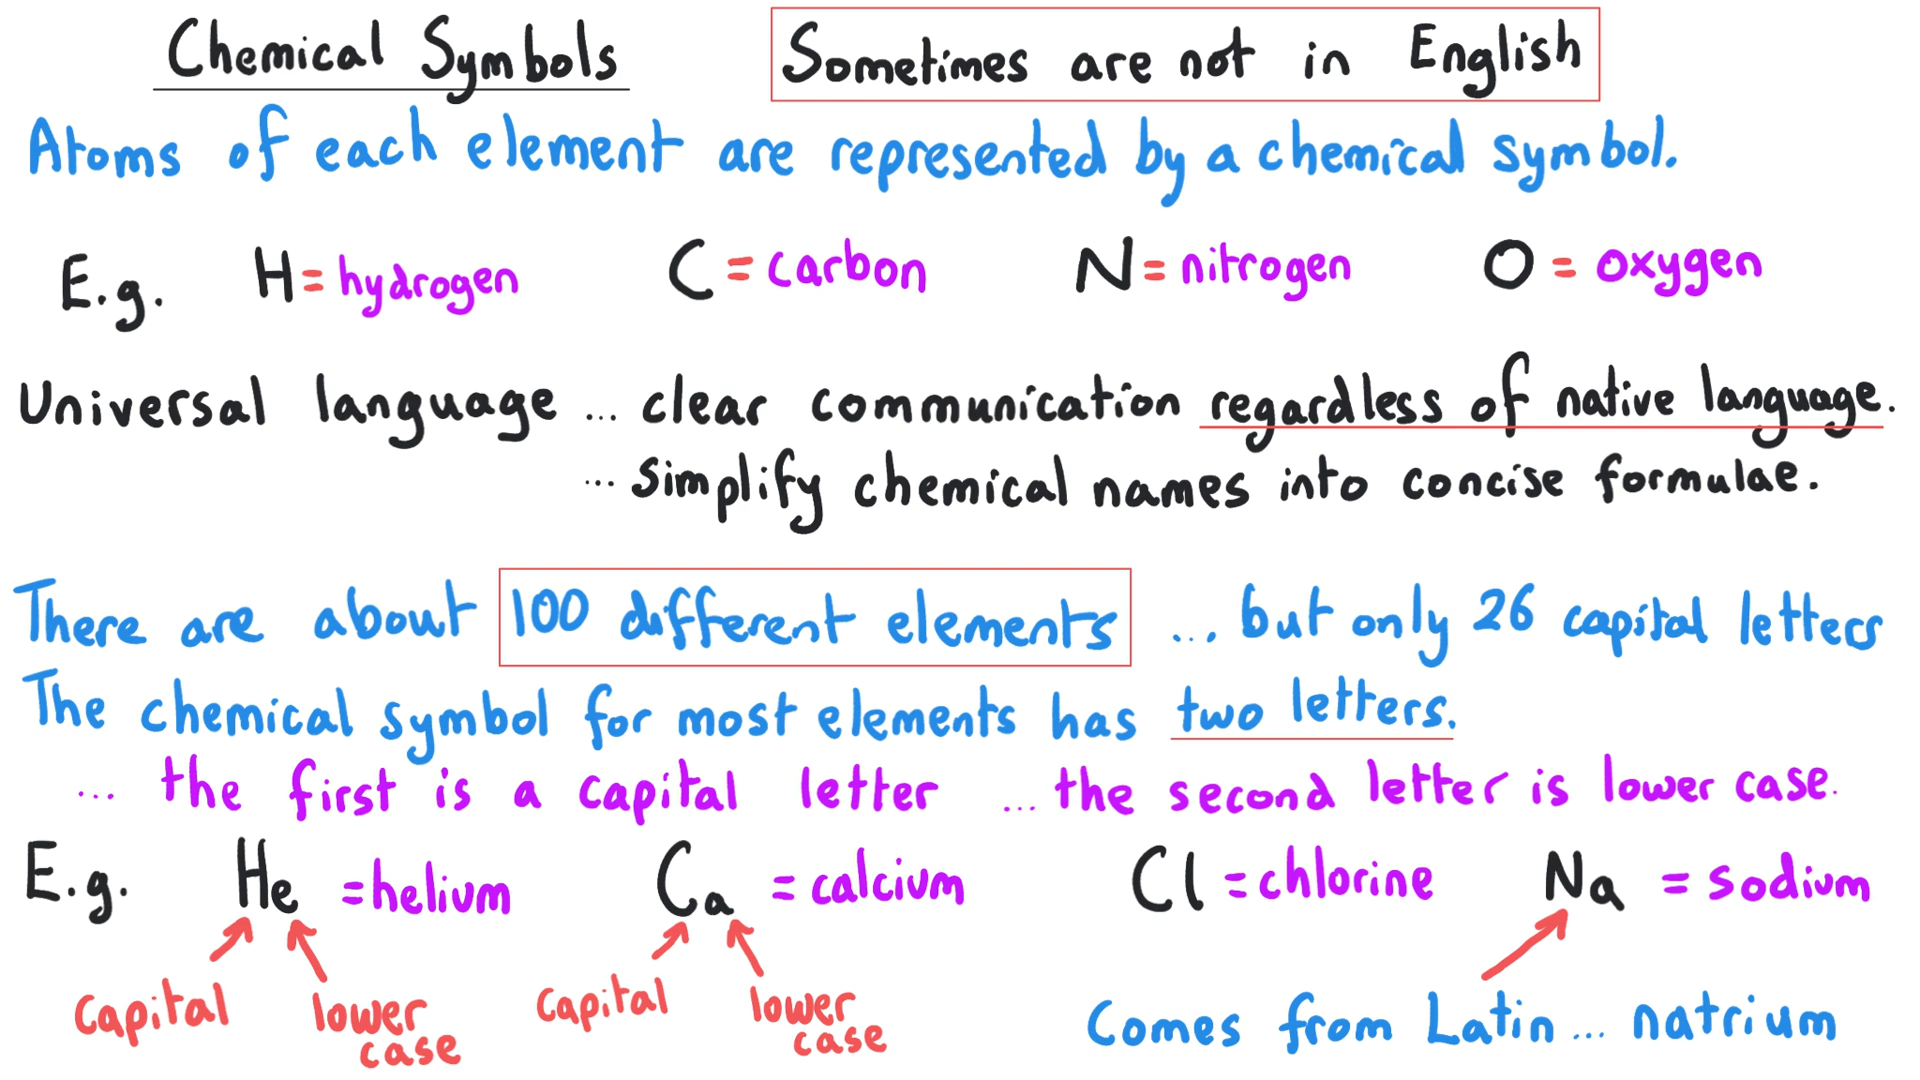 Chemical Symbols
Sometimes are not in English
Atoms of each element are represented by a chemical symbol.
E.g. H = hydrogen C = carbon N = nitrogen O = oxygen
Universal language ... clear communication regardless of native language.
... simplify chemical names into concise formulae.
There are about 100 different elements ... but only 26 capital letters
The chemical symbol for most elements has two letters.
... the first is a capital letter ... the second letter is lower case.
E.g. He = helium Ca = calcium Cl = chlorine Na = sodium
capital lower case capital lower case
Comes from Latin ... natrium